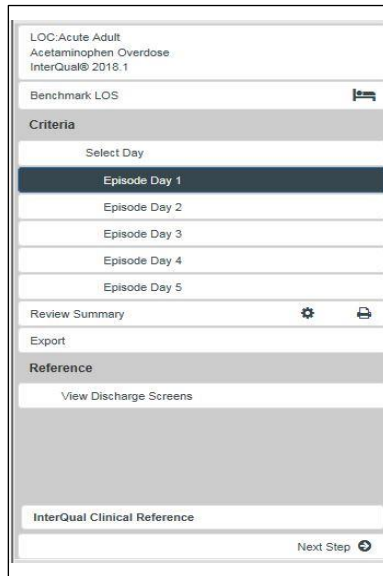 LOC:Acute Adult
Acetaminophen Overdose
InterQual® 2018.1
Benchmark LOS
Criteria
Select Day
Episode Day 1
Episode Day 2
Episode Day 3
Episode Day 4
Episode Day 5
Review Summary
Export
Reference
View Discharge Screens
InterQual Clinical Reference
Next Step